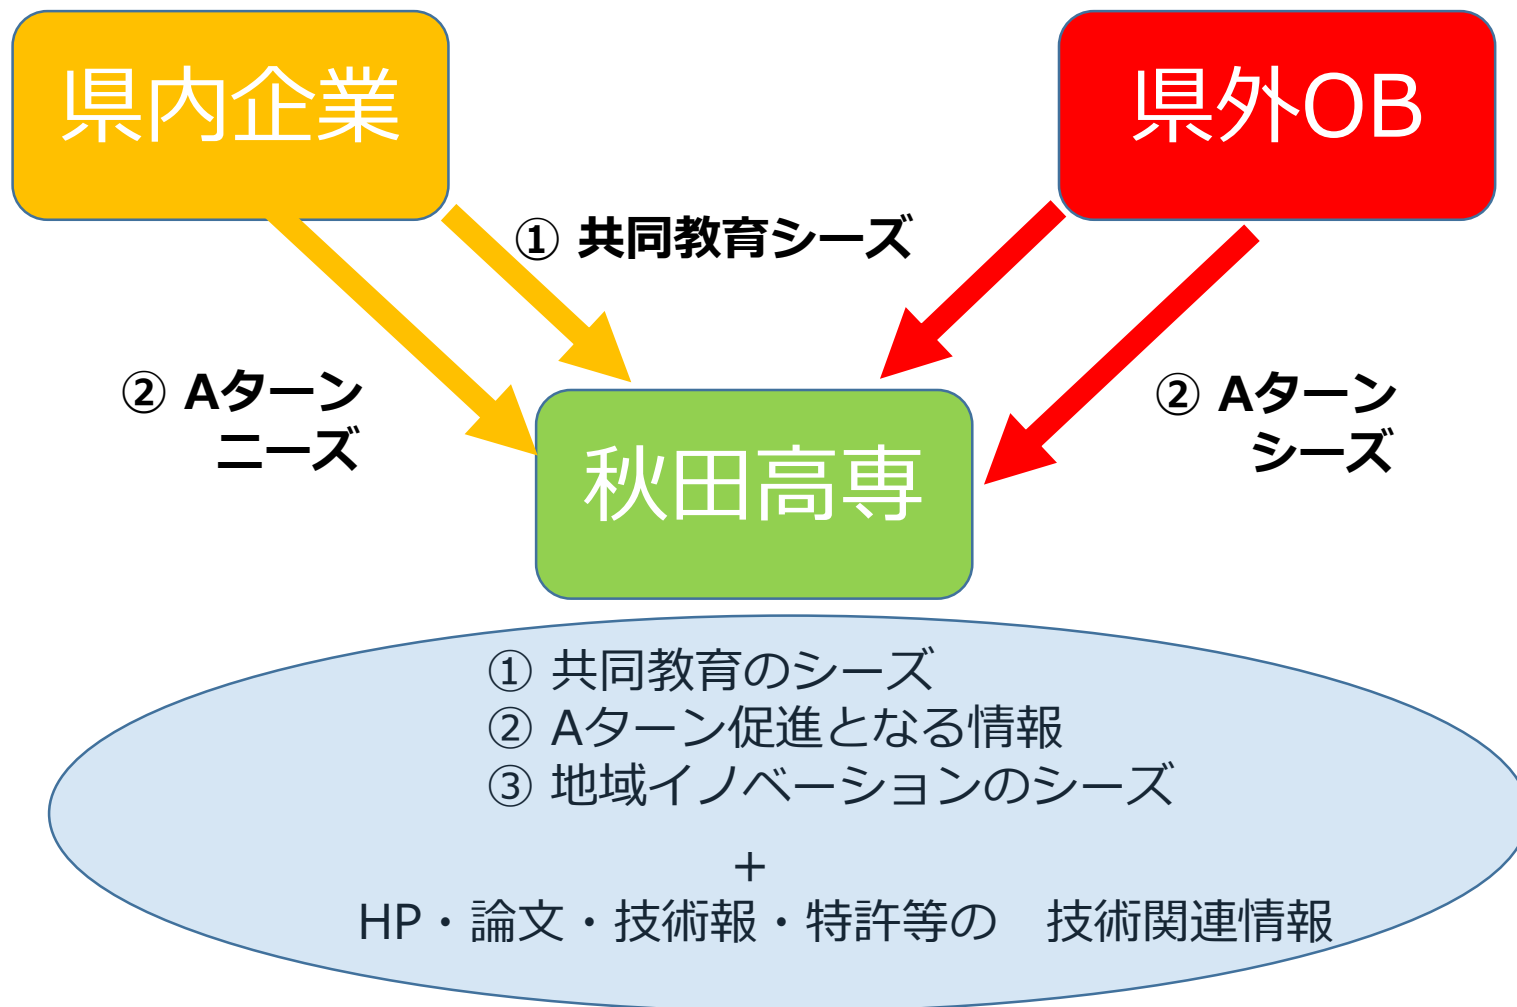 県内企業
県外OB
① 共同教育シーズ
② Aターン
ニーズ
② Aターン
シーズ
秋田高専
① 共同教育のシーズ
② Aターン促進となる情報
③ 地域イノベーションのシーズ
+
HP・論文・技術報・特許等の　技術関連情報